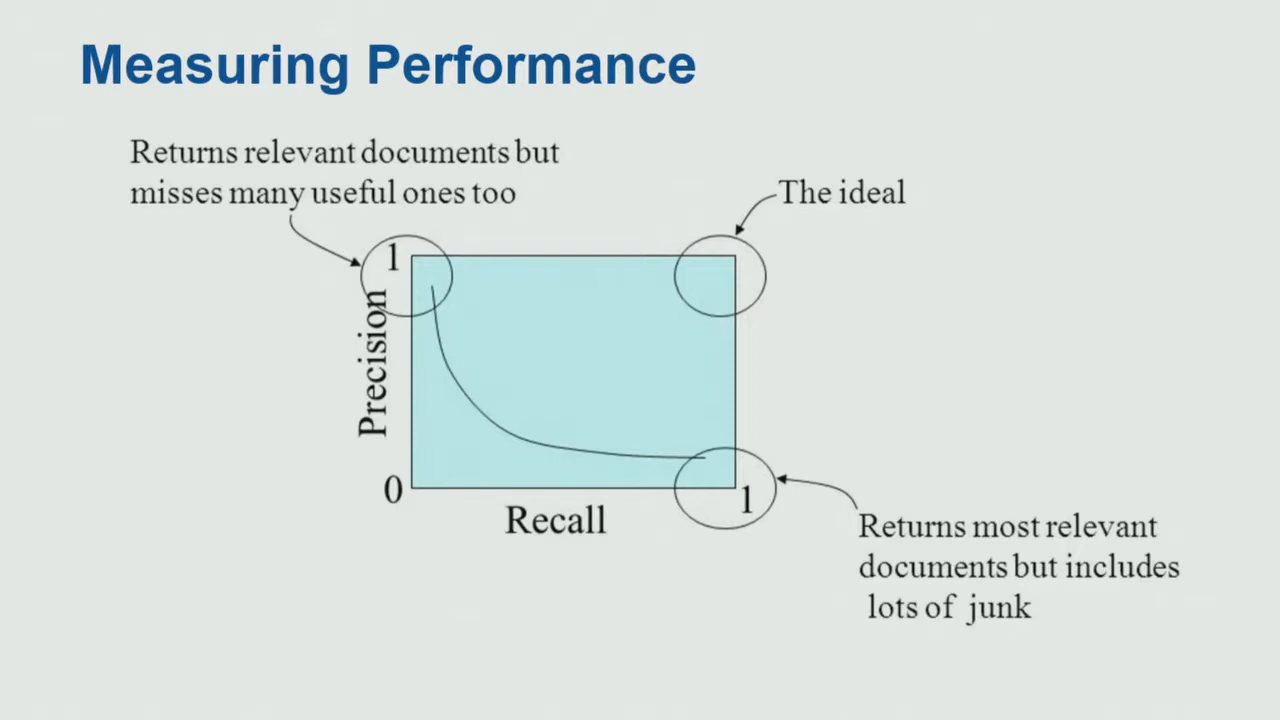 Measuring Performance
Returns relevant documents but
misses many useful ones too
The ideal
1
Precision
0
1
Recall
Returns most relevant
documents but includes
lots of junk